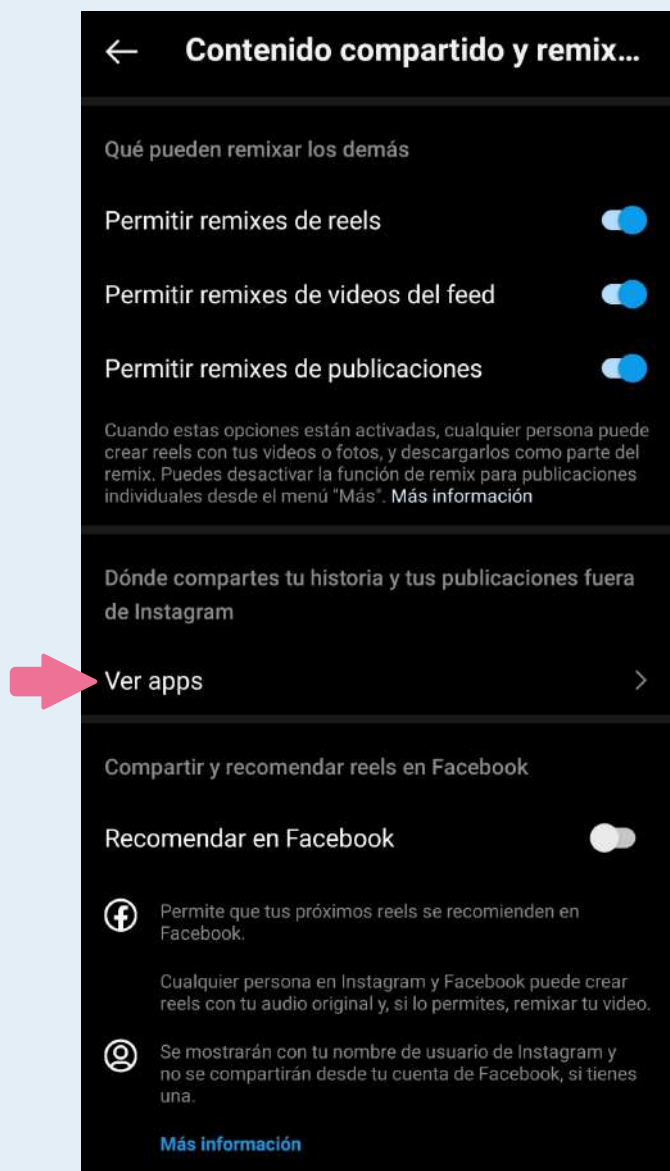 Contenido compartido y remix...
Qué pueden remixar los demás
Permitir remixes de reels
Permitir remixes de videos del feed
Permitir remixes de publicaciones
Cuando estas opciones están activadas, cualquier persona puede
crear reels con tus videos o fotos, y descargarlos como parte del
remix. Puedes desactivar la función de remix para publicaciones
individuales desde el menú "Más". Más información
Dónde compartes tu historia y tus publicaciones fuera
de Instagram
Ver apps
Compartir y recomendar reels en Facebook
Recomendar en Facebook
Permite que tus próximos reels se recomienden en
Facebook.
Cualquier persona en Instagram y Facebook puede crear
reels con tu audio original y, si lo permites, remixar tu video.
Se mostrarán con tu nombre de usuario de Instagram y
no se compartirán desde tu cuenta de Facebook, si tienes
una.
Más información